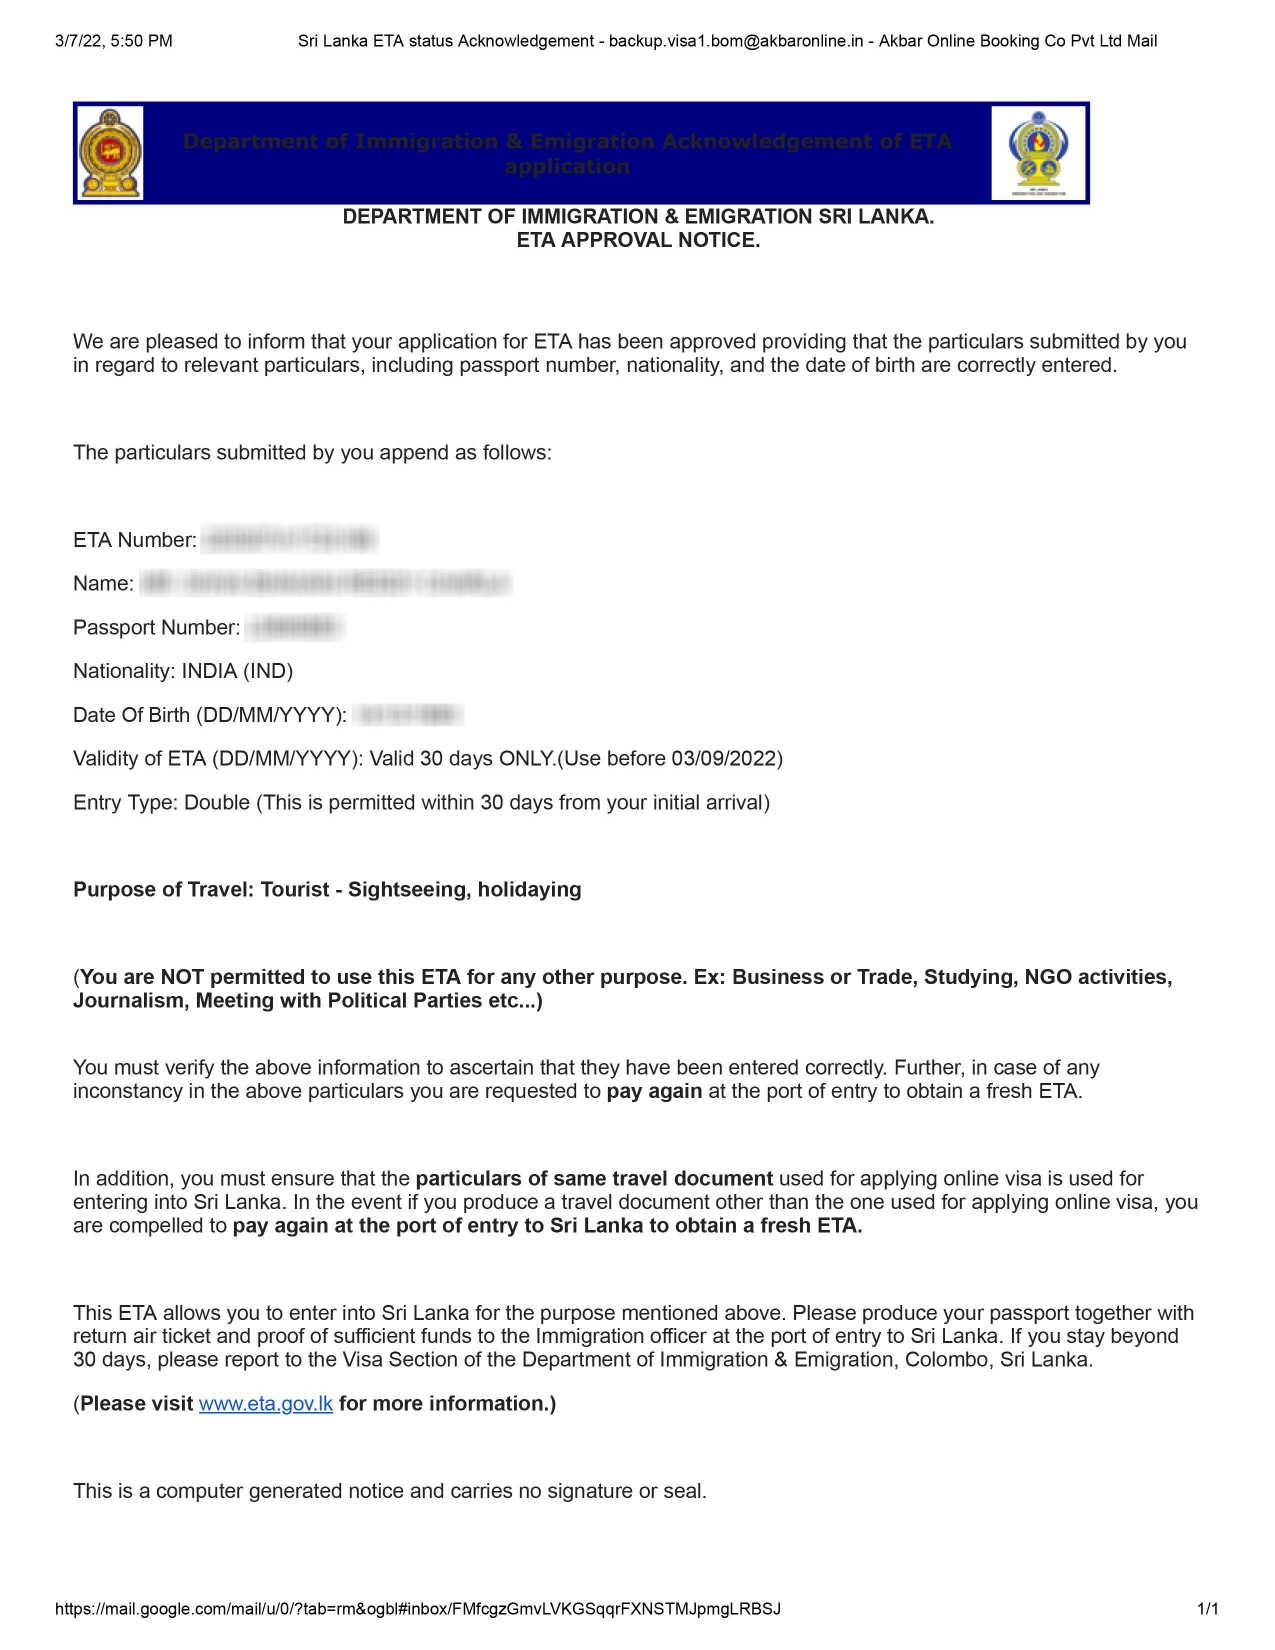 3/7/22, 5:50 PM Sri Lanka ETA status Acknowledgement - backup.visa1.bom@akbaronline.in - Akbar Online Booking Co Pvt Ltd Mail
Department of Immigration & Emigration Acknowledgement of ETA
application
DEPARTMENT OF IMMIGRATION & EMIGRATION SRI LANKA.
ETA APPROVAL NOTICE.
We are pleased to inform that your application for ETA has been approved providing that the particulars submitted by you
in regard to relevant particulars, including passport number, nationality, and the date of birth are correctly entered.
The particulars submitted by you append as follows:
ETA Number:
Name:
Passport Number:
Nationality: INDIA (IND)
Date Of Birth (DD/MM/YYYY):
Validity of ETA (DD/MM/YYYY): Valid 30 days ONLY.(Use before 03/09/2022)
Entry Type: Double (This is permitted within 30 days from your initial arrival)
Purpose of Travel: Tourist - Sightseeing, holidaying
(You are NOT permitted to use this ETA for any other purpose. Ex: Business or Trade, Studying, NGO activities,
Journalism, Meeting with Political Parties etc...)
You must verify the above information to ascertain that they have been entered correctly. Further, in case of any
inconstancy in the above particulars you are requested to pay again at the port of entry to obtain a fresh ETA.
In addition, you must ensure that the particulars of same travel document used for applying online visa is used for
entering into Sri Lanka. In the event if you produce a travel document other than the one used for applying online visa, you
are compelled to pay again at the port of entry to Sri Lanka to obtain a fresh ETA.
This ETA allows you to enter into Sri Lanka for the purpose mentioned above. Please produce your passport together with
return air ticket and proof of sufficient funds to the Immigration officer at the port of entry to Sri Lanka. If you stay beyond
30 days, please report to the Visa Section of the Department of Immigration & Emigration, Colombo, Sri Lanka.
(Please visit www.eta.gov.lk for more information.)
This is a computer generated notice and carries no signature or seal.
https://mail.google.com/mail/u/0/?tab=rm&ogbl#inbox/FMfcgzGmvLVKGSqqrFXNSTMJpmgLRBSJ 1/1